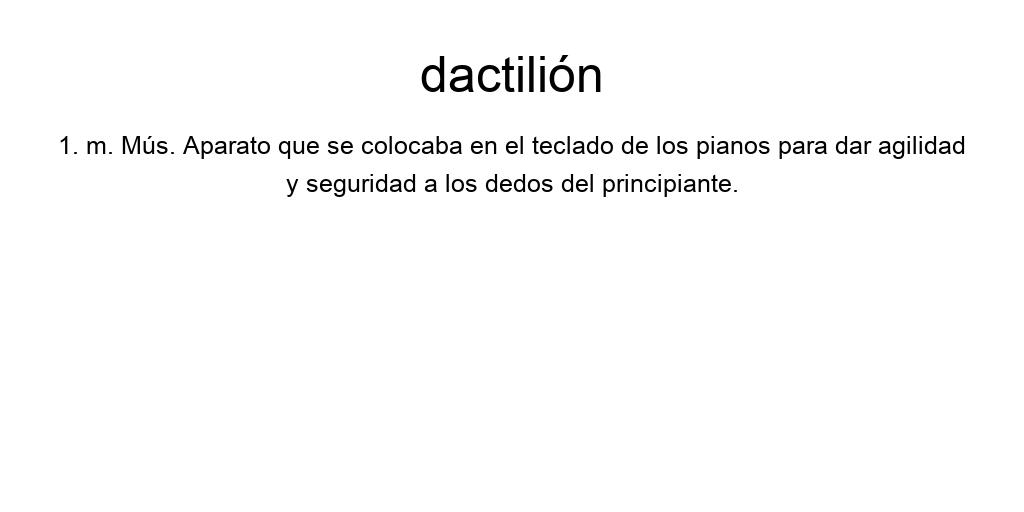 dactilión
1. m. Mús. Aparato que se colocaba en el teclado de los pianos para dar agilidad
y seguridad a los dedos del principiante.